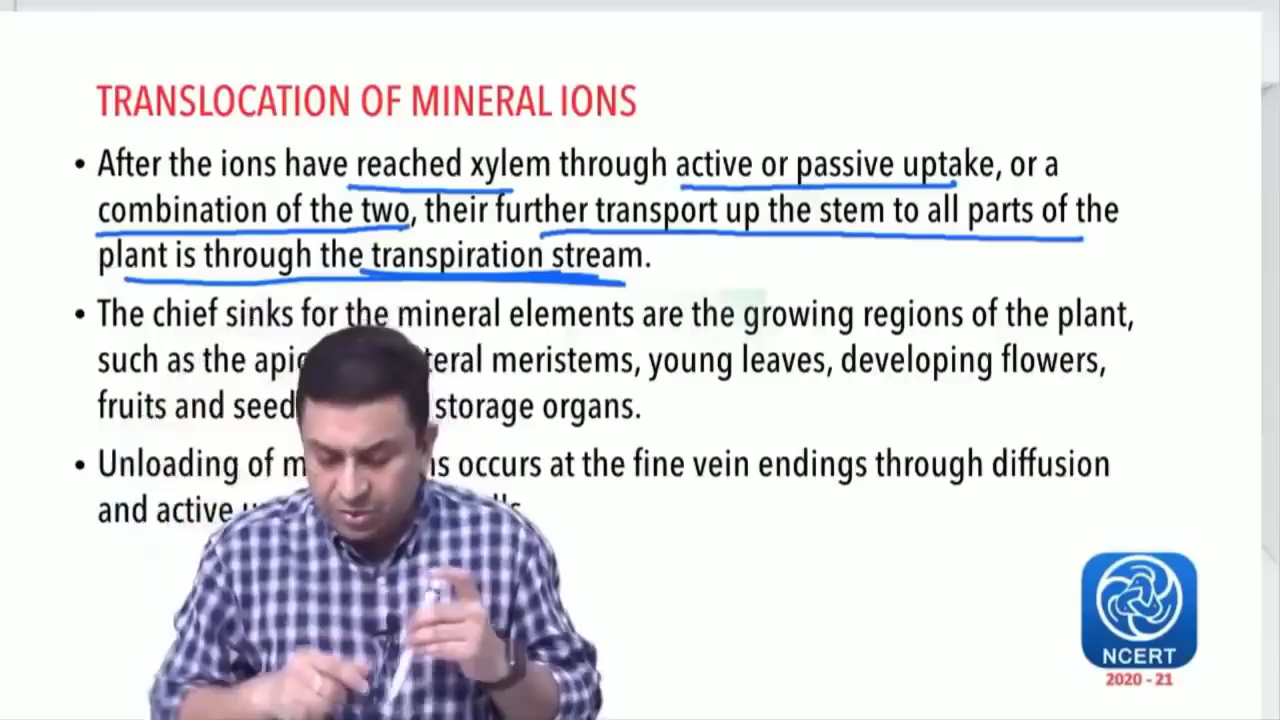 TRANSLOCATION OF MINERAL IONS
• After the ions have reached xylem through active or passive uptake, or a
combination of the two, their further transport up the stem to all parts of the
plant is through the transpiration stream.
• The chief sinks for the mineral elements are the growing regions of the plant,
such as the meristems, young leaves, developing flowers,
fruits and storage organs.
• Unloading of occurs at the fine vein endings through diffusion
and active
NCERT
2020 - 21